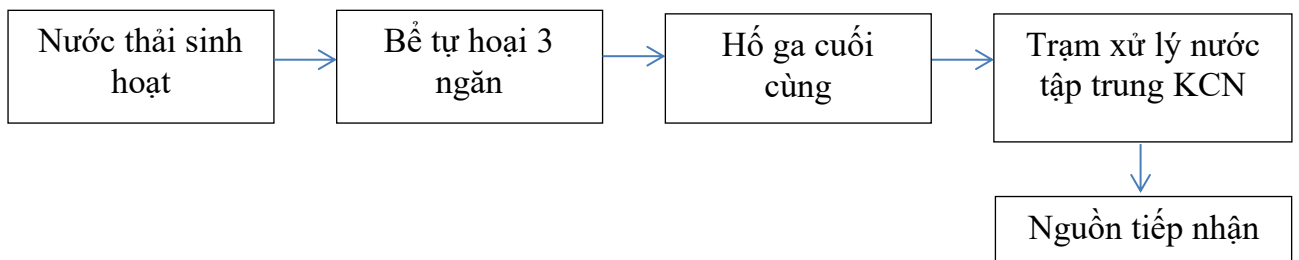 Nước thải sinh
hoạt
Bể tự hoại 3
ngăn
Hố ga cuối
cùng
Trạm xử lý nước
tập trung KCN
Nguồn tiếp nhận